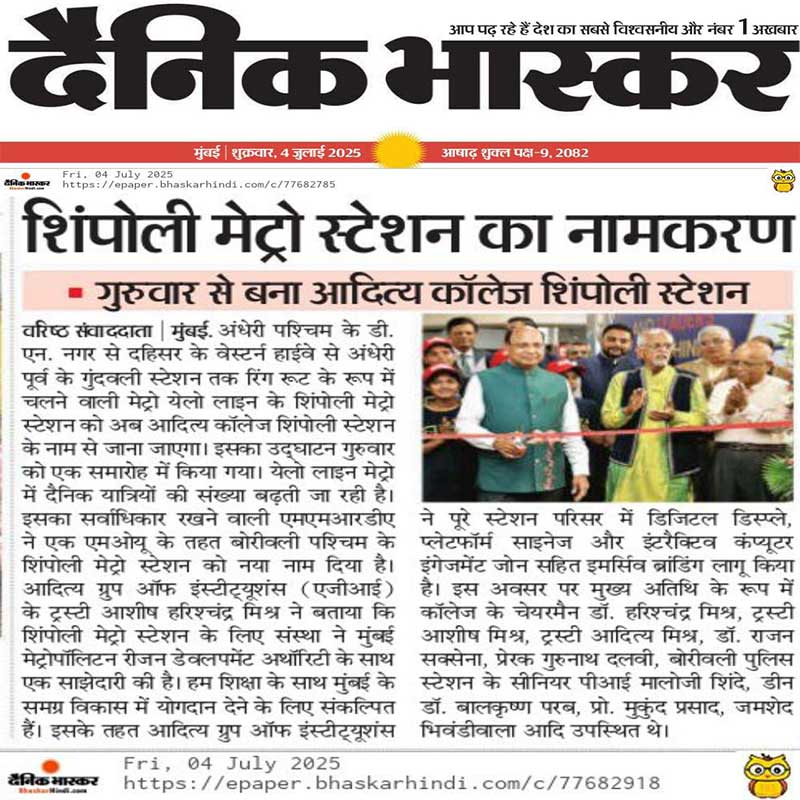 आप पढ़ रहे हैं देश का सबसे विश्वसनीय और नंबर 1 अखबार
दैनिक भास्कर
मुंबई | शुक्रवार, 4 जुलाई 2025
आषाढ़ शुक्ल पक्ष-9, 2082
दैनिक भास्कर
BhaskarHindi.com
Fri, 04 July 2025
https://epaper.bhaskarhindi.com/c/77682785
शिंपोली मेट्रो स्टेशन का नामकरण
गुरुवार से बना आदित्य कॉलेज शिंपोली स्टेशन
वरिष्ठ संवाददाता | मुंबई. अंधेरी पश्चिम के डी.
एन. नगर से दहिसर के वेस्टर्न हाईवे से अंधेरी
पूर्व के गुंदवली स्टेशन तक रिंग रूट के रूप में
चलने वाली मेट्रो येलो लाइन के शिंपोली मेट्रो
स्टेशन को अब आदित्य कॉलेज शिंपोली स्टेशन
के नाम से जाना जाएगा। इसका उद्घाटन गुरुवार
को एक समारोह में किया गया। येलो लाइन मेट्रो
में दैनिक यात्रियों की संख्या बढ़ती जा रही है।
इसका सर्वाधिकार रखने वाली एमएमआरडीए
ने एक एमओयू के तहत बोरीवली पश्चिम के
शिंपोली मेट्रो स्टेशन को नया नाम दिया है।
आदित्य ग्रुप ऑफ इंस्टीट्यूशंस (एजीआई)
के ट्रस्टी आशीष हरिश्चंद्र मिश्र ने बताया कि
शिंपोली मेट्रो स्टेशन के लिए संस्था ने मुंबई
मेट्रोपॉलिटन रीजन डेवलपमेंट अथॉरिटी के साथ
एक साझेदारी की है। हम शिक्षा के साथ मुंबई के
समग्र विकास में योगदान देने के लिए संकल्पित
हैं। इसके तहत आदित्य ग्रुप ऑफ इंस्टीट्यूशंस
ने पूरे स्टेशन परिसर में डिजिटल डिस्प्ले,
प्लेटफॉर्म साइनेज और इंटरैक्टिव कंप्यूटर
इंगेजमेंट जोन सहित इमर्सिव ब्रांडिंग लागू किया
है। इस अवसर पर मुख्य अतिथि के रूप में
कॉलेज के चेयरमैन डॉ. हरिश्चंद्र मिश्र, ट्रस्टी
आशीष मिश्र, ट्रस्टी आदित्य मिश्र, डॉ. राजन
सक्सेना, प्रेरक गुरुनाथ दलवी, बोरीवली पुलिस
स्टेशन के सीनियर पीआई मालोजी शिंदे, डीन
डॉ. बालकृष्ण परब, प्रो. मुकुंद प्रसाद, जमशेद
भिवंडीवाला आदि उपस्थित थे।
दैनिक भास्कर
BhaskarHindi.com
Fri, 04 July 2025
https://epaper.bhaskarhindi.com/c/77682918